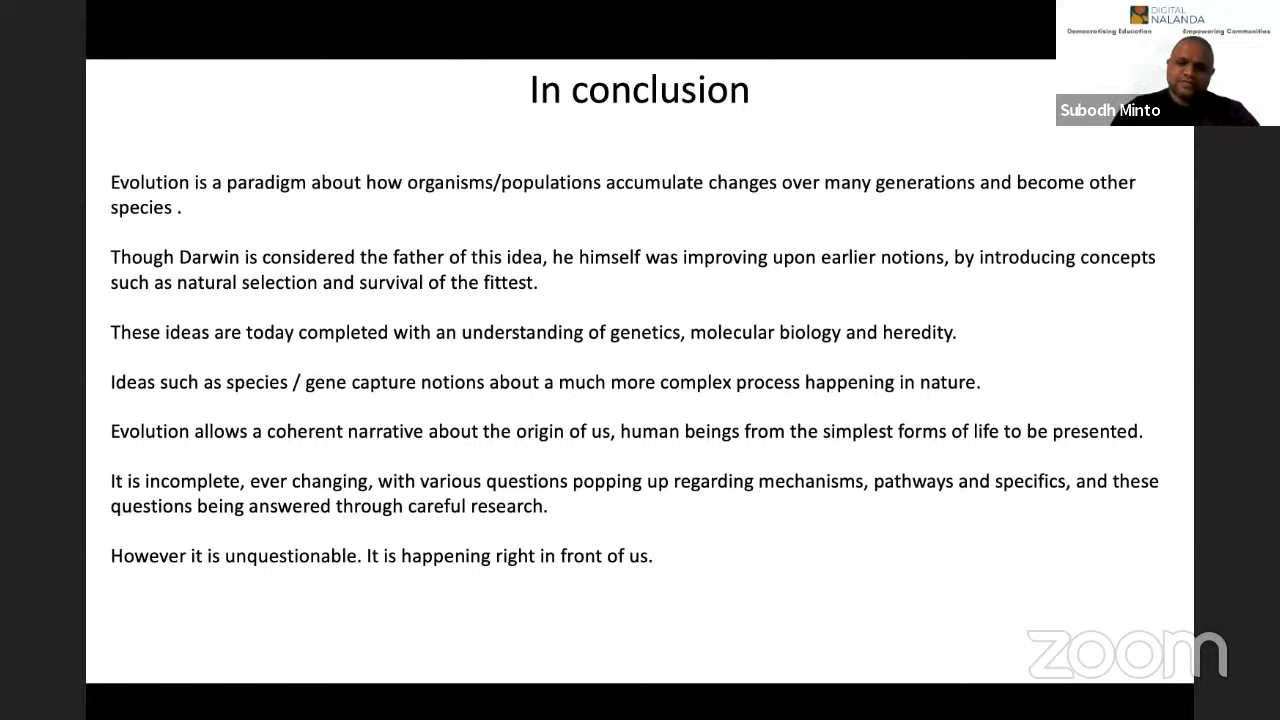 DIGITAL
NALANDA
Democratising Education Empowering Communities
Subodh Minto
In conclusion
Evolution is a paradigm about how organisms/populations accumulate changes over many generations and become other
species .
Though Darwin is considered the father of this idea, he himself was improving upon earlier notions, by introducing concepts
such as natural selection and survival of the fittest.
These ideas are today completed with an understanding of genetics, molecular biology and heredity.
Ideas such as species / gene capture notions about a much more complex process happening in nature.
Evolution allows a coherent narrative about the origin of us, human beings from the simplest forms of life to be presented.
It is incomplete, ever changing, with various questions popping up regarding mechanisms, pathways and specifics, and these
questions being answered through careful research.
However it is unquestionable. It is happening right in front of us.
zoom